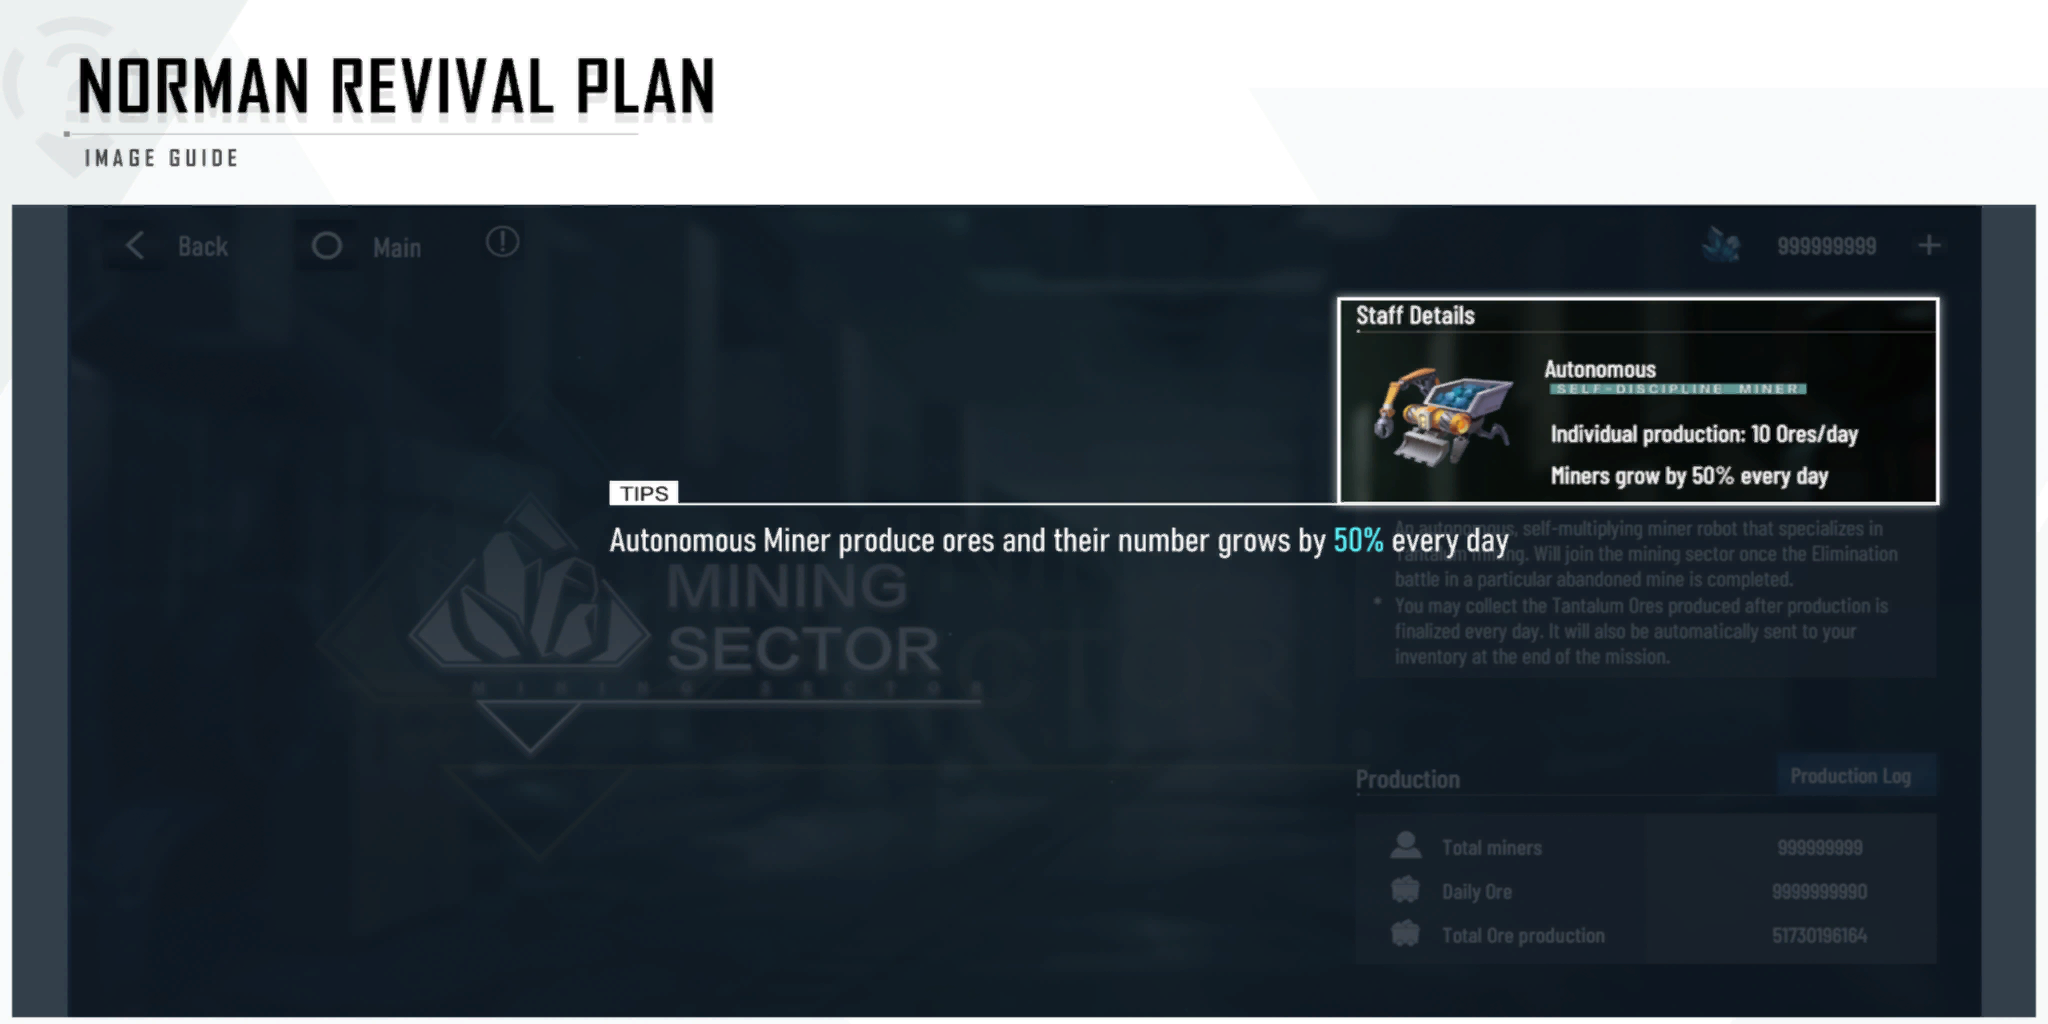 NORMAN REVIVAL PLAN
IMAGE GUIDE
Back
Main
999999999
Staff Details
Autonomous
SELF-DISCIPLINE MINER
Individual production: 10 Ores/day
Miners grow by 50% every day
TIPS
Autonomous Miner produce ores and their number grows by 50% every day
An autonomous, self-multiplying miner robot that specializes in
Tantalum mining. Will join the mining sector once the Elimination
battle in a particular abandoned mine is completed.
* You may collect the Tantalum Ores produced after production is
finalized every day. It will also be automatically sent to your
inventory at the end of the mission.
MINING
SECTOR
MINING SECTOR
Production
Production Log
Total miners 999999999
Daily Ore 9999999990
Total Ore production 51730196164